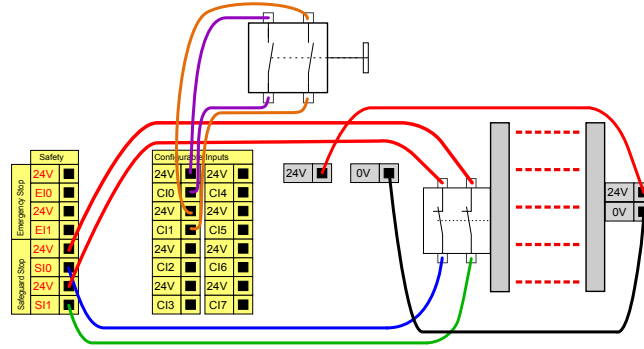 Safety
Emergency Stop
24V
EI0
24V
EI1
Safeguard Stop
24V
SI0
24V
SI1
Configurable Inputs
24V
24V
CI0
CI4
24V
24V
CI1
CI5
24V
24V
CI2
CI6
24V
24V
CI3
CI7
24V
0V
24V
0V